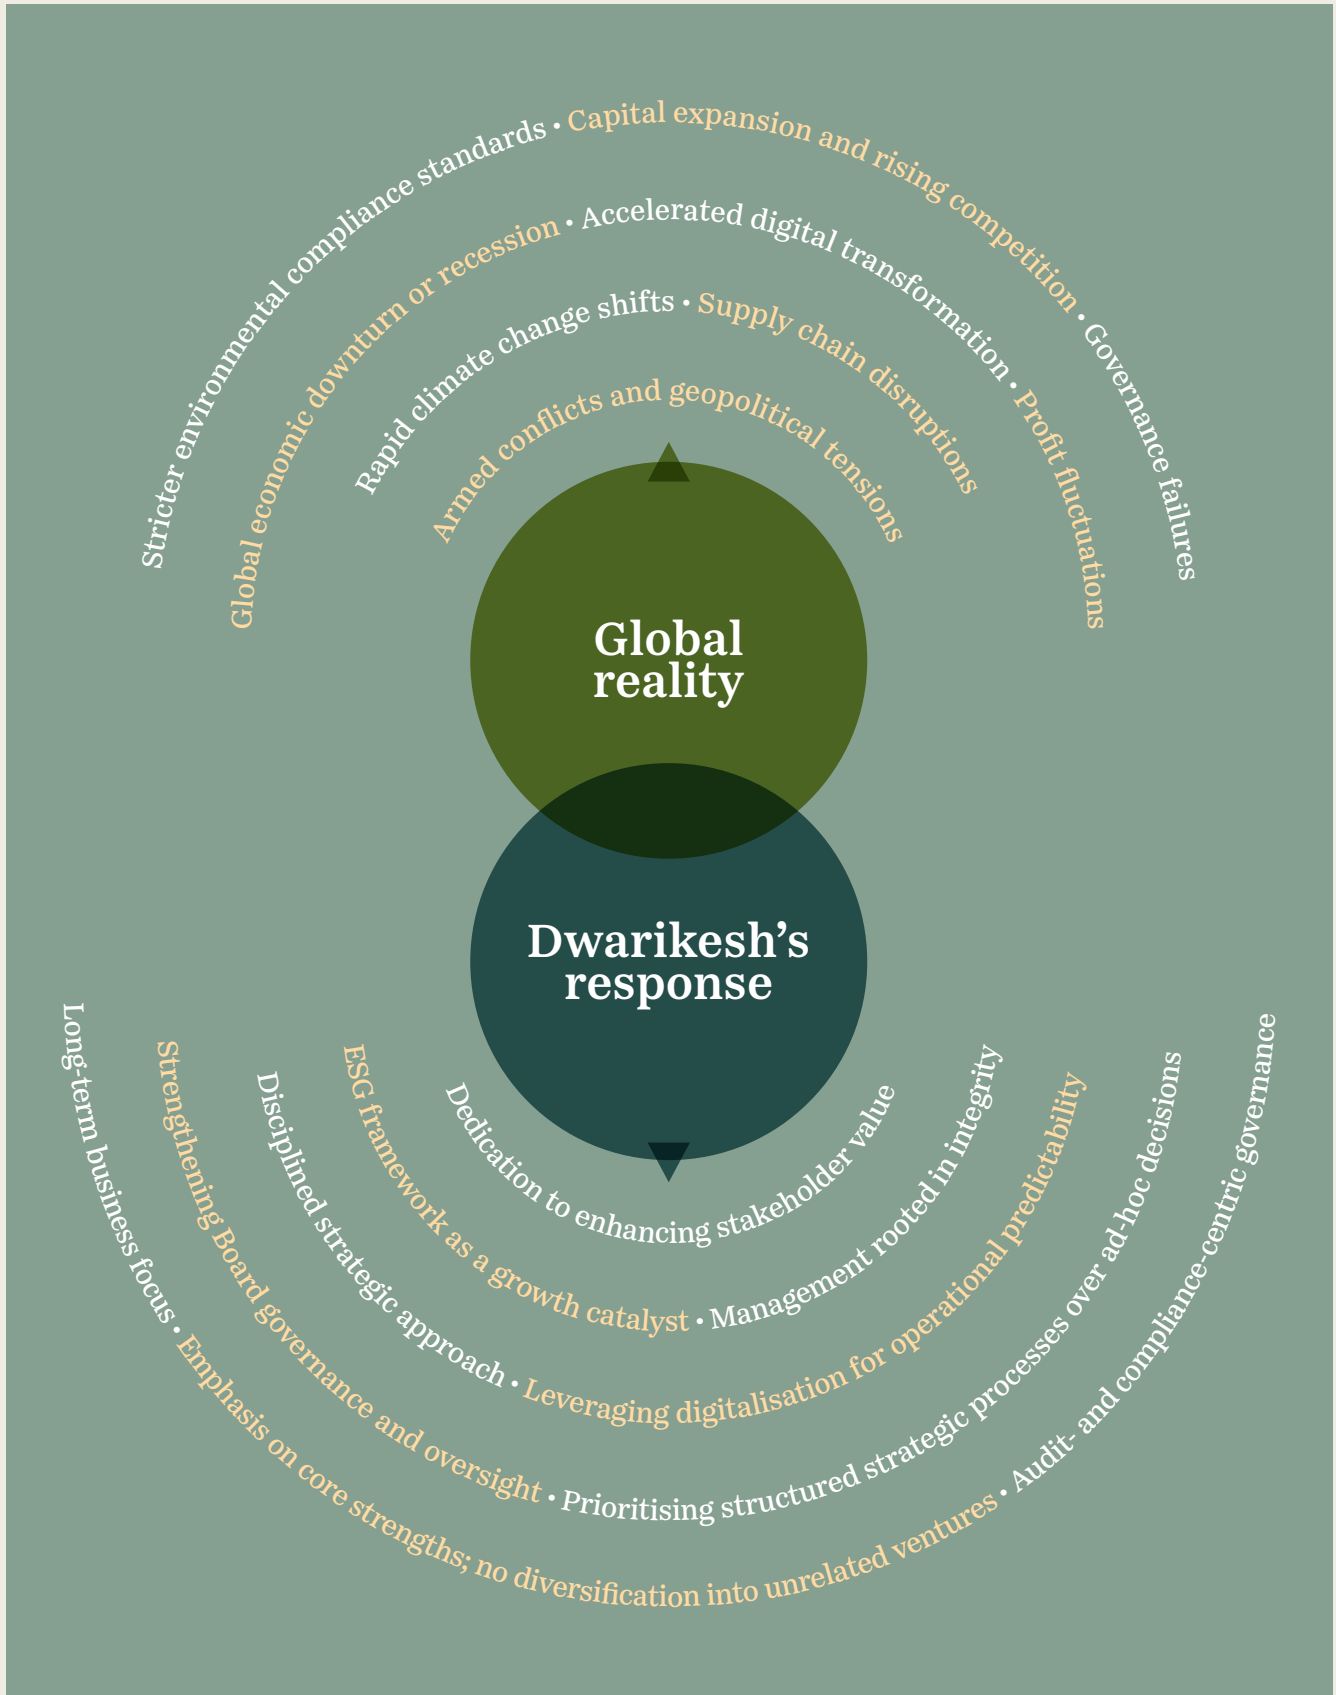 Stricter environmental compliance standards • Capital expansion and rising competition • Governance failures
Global economic downturn or recession • Accelerated digital transformation • Profit fluctuations
Rapid climate change shifts • Supply chain disruptions
Armed conflicts and geopolitical tensions
Global
reality
Dwarikesh’s
response
Dedication to enhancing stakeholder value
ESG framework as a growth catalyst • Management rooted in integrity
Disciplined strategic approach • Leveraging digitalisation for operational predictability
Strengthening Board governance and oversight • Prioritising structured strategic processes over ad-hoc decisions
Long-term business focus • Emphasis on core strengths; no diversification into unrelated ventures • Audit- and compliance-centric governance